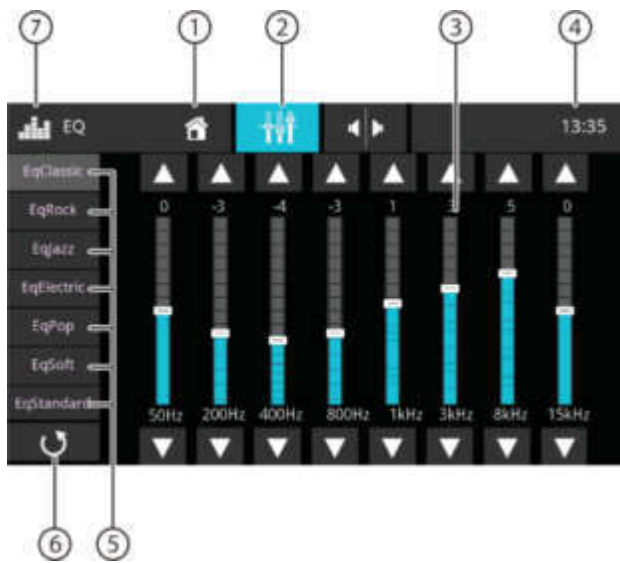 7 1 2 3 4
EQ 13:35
EqClassic
0 -3 -4 -3 1 3 5 0
EqRock
EqJazz
EqElectric
EqPop
EqSoft
EqStandard
50Hz 200Hz 400Hz 800Hz 1kHz 3kHz 8kHz 15kHz
6 5